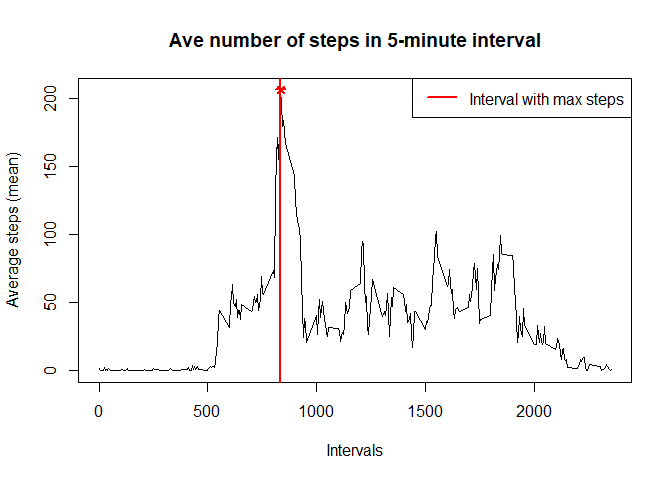 Ave number of steps in 5-minute interval
Interval with max steps
Average steps (mean)
200
150
100
50
0
0 500 1000 1500 2000
Intervals